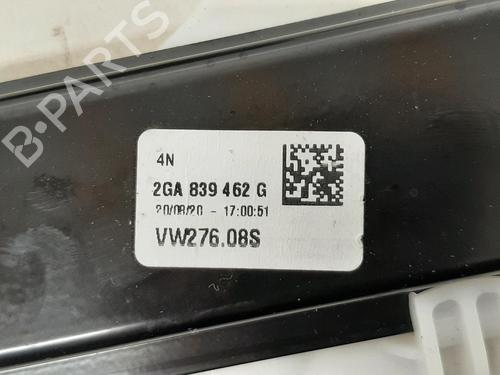 B-PARTS
4N
2GA 839 462 G
20/08/20 - 17:00:51
VW276.08S